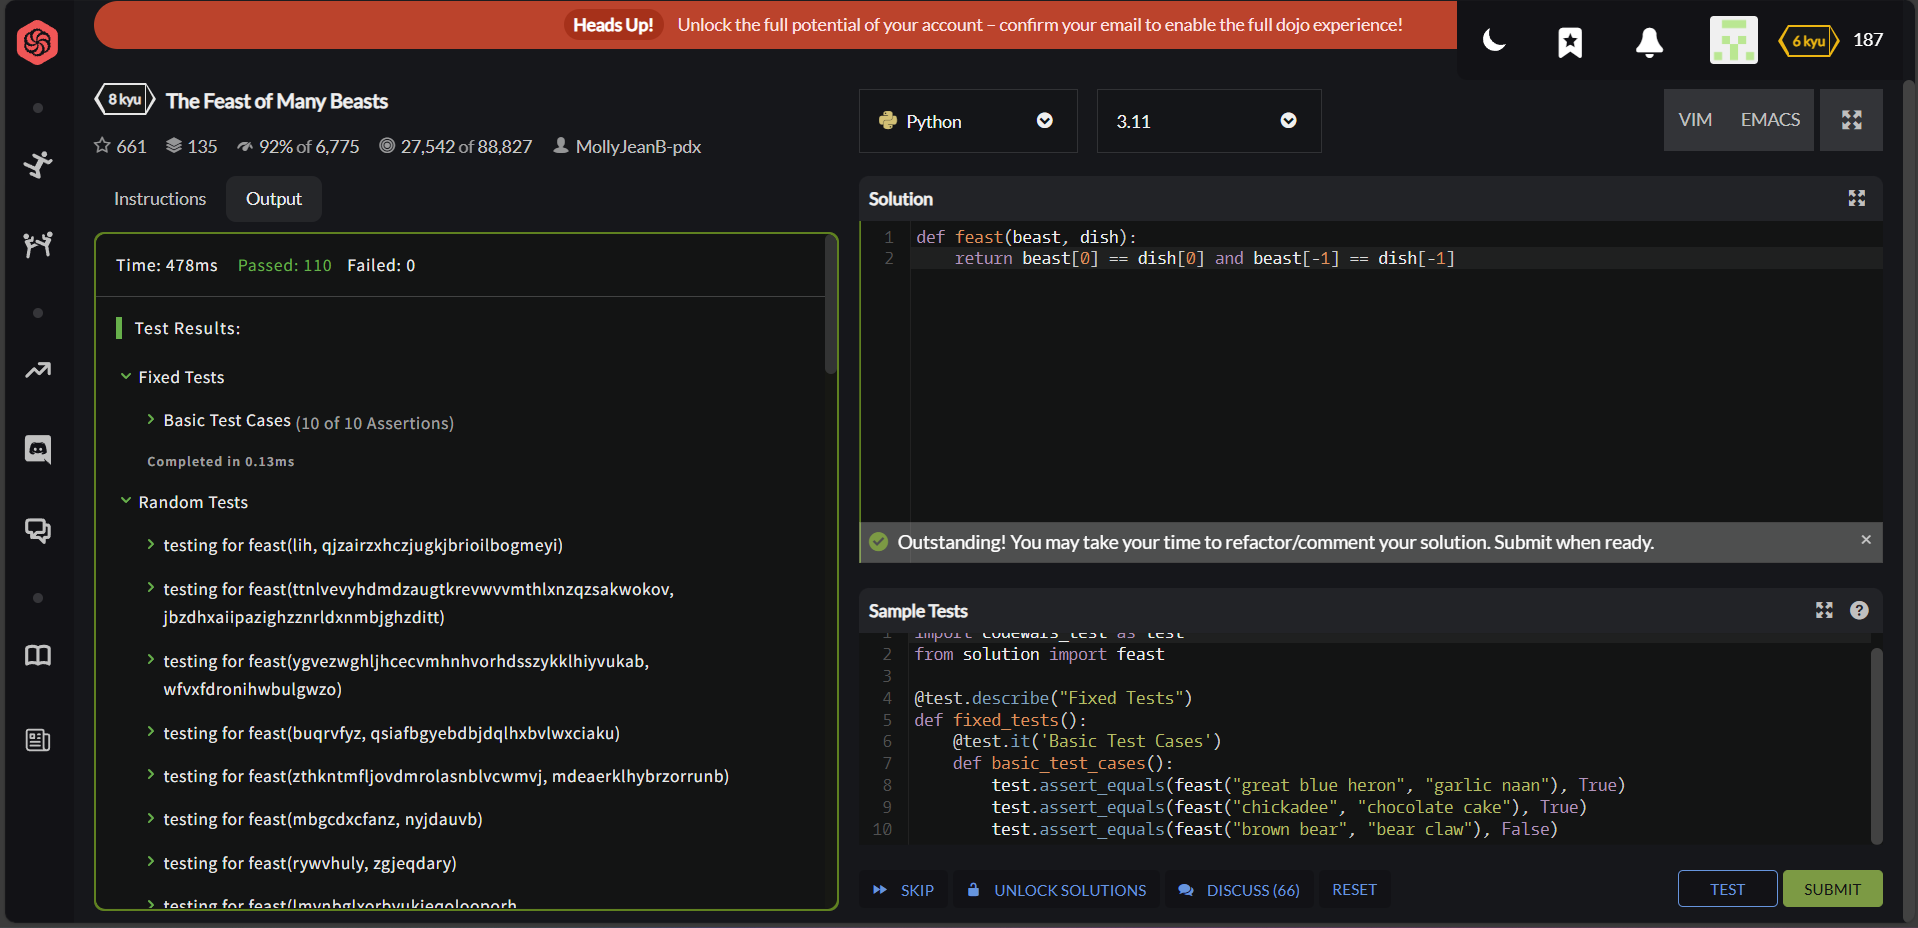 Heads Up! Unlock the full potential of your account – confirm your email to enable the full dojo experience!
6 kyu 187
8 kyu The Feast of Many Beasts
661 135 92% of 6,775 27,542 of 88,827 MollyJeanB-pdx
Python 3.11 VIM EMACS
Instructions Output
Time: 478ms Passed: 110 Failed: 0
Test Results:
Fixed Tests
Basic Test Cases (10 of 10 Assertions)
Completed in 0.13ms
Random Tests
testing for feast(lih, qjzairzxhczjugkjbrioilbogmeyi)
testing for feast(ttnlvevyhdmdzaugtkrevwvvmthlxnzqzsakwokov,
jbzdhxaiipazighzznrldxnmbjghzditt)
testing for feast(ygvezwghljhcecvmhnhvorhdsszykklhiyvukab,
wfvxfdronihwbulgwzo)
testing for feast(buqrvfyz, qsiafbgyebdbjdqlhxbvlwxciaku)
testing for feast(zthkntmfljovdmrolasnblvcwmvj, mdeaerklhybrzorrunb)
testing for feast(mbgcdxcfanz, nyjdauvb)
testing for feast(rywvhuly, zgjeqdary)
testing for
Solution
1 def feast(beast, dish):
2     return beast[0] == dish[0] and beast[-1] == dish[-1]
Outstanding! You may take your time to refactor/comment your solution. Submit when ready.
Sample Tests
1 import codewars_test as test
2 from solution import feast
3
4 @test.describe("Fixed Tests")
5 def fixed_tests():
6     @test.it('Basic Test Cases')
7     def basic_test_cases():
8         test.assert_equals(feast("great blue heron", "garlic naan"), True)
9         test.assert_equals(feast("chickadee", "chocolate cake"), True)
10         test.assert_equals(feast("brown bear", "bear claw"), False)
SKIP UNLOCK SOLUTIONS DISCUSS (66) RESET TEST SUBMIT